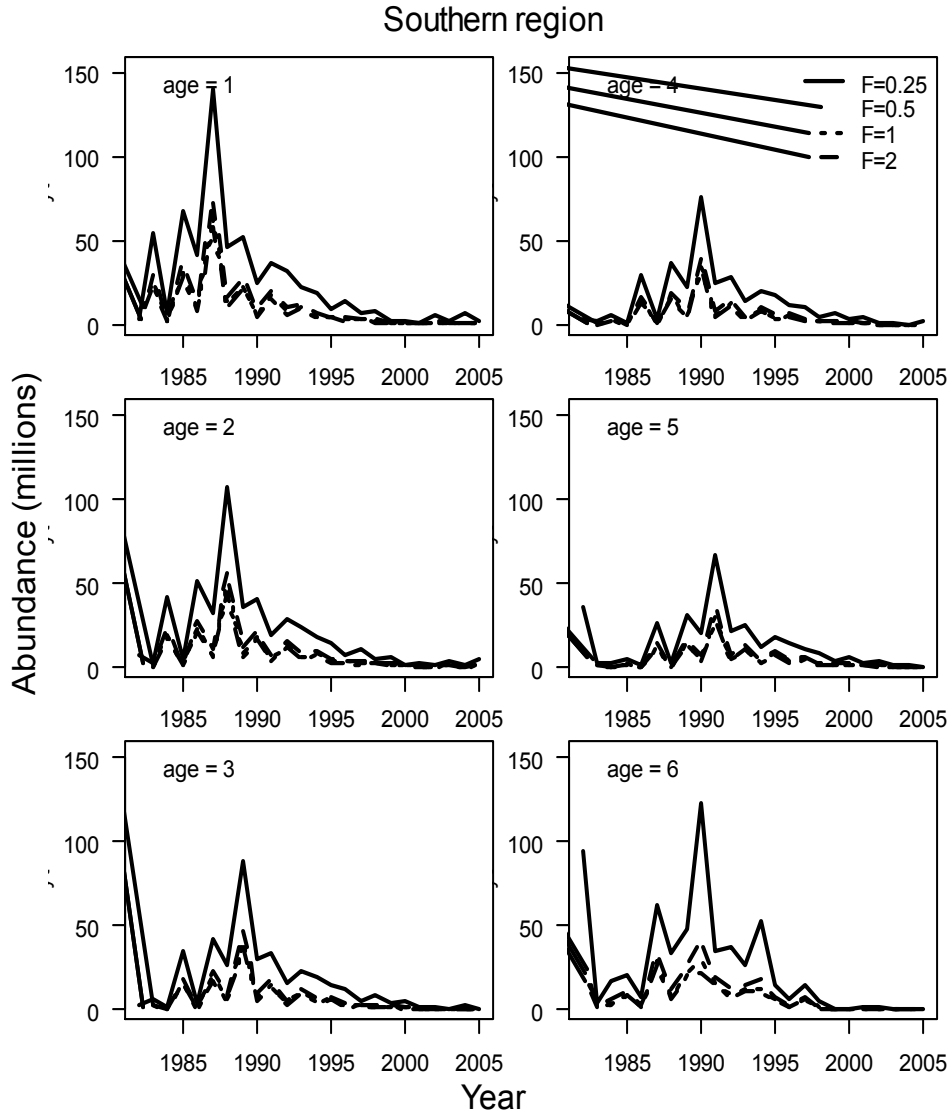 Southern region
Abundance (millions)
age = 1
150
100
50
0
1985 1990 1995 2000 2005
age = 4
F=0.25
F=0.5
F=1
F=2
150
100
50
0
1985 1990 1995 2000 2005
age = 2
150
100
50
0
1985 1990 1995 2000 2005
age = 5
150
100
50
0
1985 1990 1995 2000 2005
age = 3
150
100
50
0
1985 1990 1995 2000 2005
age = 6
150
100
50
0
1985 1990 1995 2000 2005
Year